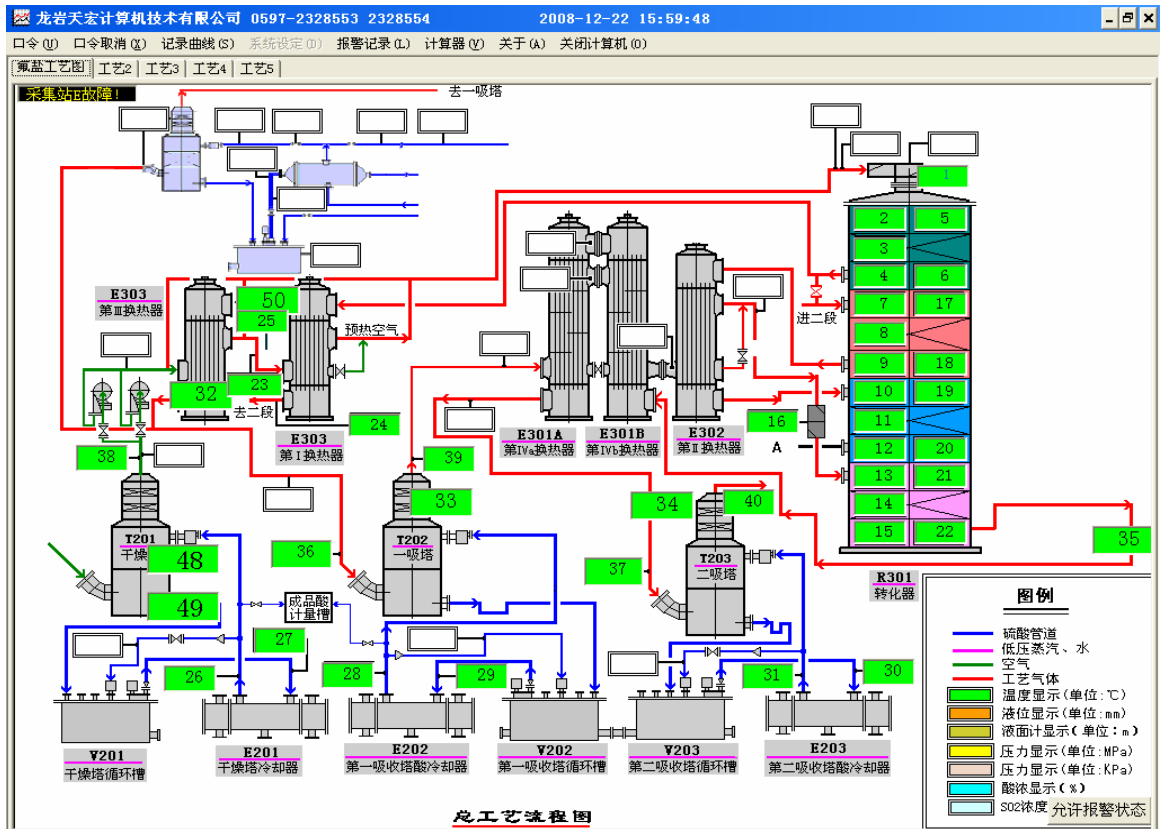 龙岩天宏计算机技术有限公司 0597-2328553 2328554 2008-12-22 15:59:48
口令(U) 口令取消(X) 记录曲线(S) 系统设定(D) 报警记录(L) 计算器(V) 关于(A) 关闭计算机(O)
氟盐工艺图 工艺2 工艺3 工艺4 工艺5
采集站E故障!
去一吸塔
1
2 5
3
4 6
7 17
进二段
8
9 18
10 19
11
12 20
13 21
14
15 22
A
16
35
R301
转化器
E303
第Ⅲ换热器
50
25
预热空气
32
23
去二段
24
E303
第Ⅰ换热器
E301A
第Ⅳa换热器
E301B
第Ⅳb换热器
E302
第Ⅱ换热器
38
39
33
34
40
T201
干燥
48
49
36
T202
一吸塔
37
T203
二吸塔
成品酸
计量槽
26
27
28
29
31
30
V201
干燥塔循环槽
E201
干燥塔冷却器
E202
第一吸收塔酸冷却器
V202
第一吸收塔循环槽
V203
第二吸收塔循环槽
E203
第二吸收塔酸冷却器
图例
硫酸管道
低压蒸汽、水
空气
工艺气体
温度显示(单位:℃)
液位显示(单位:mm)
液面计显示(单位:m)
压力显示(单位:MPa)
压力显示(单位:KPa)
酸浓显示(%)
SO2浓度
允许报警状态
总工艺流程图